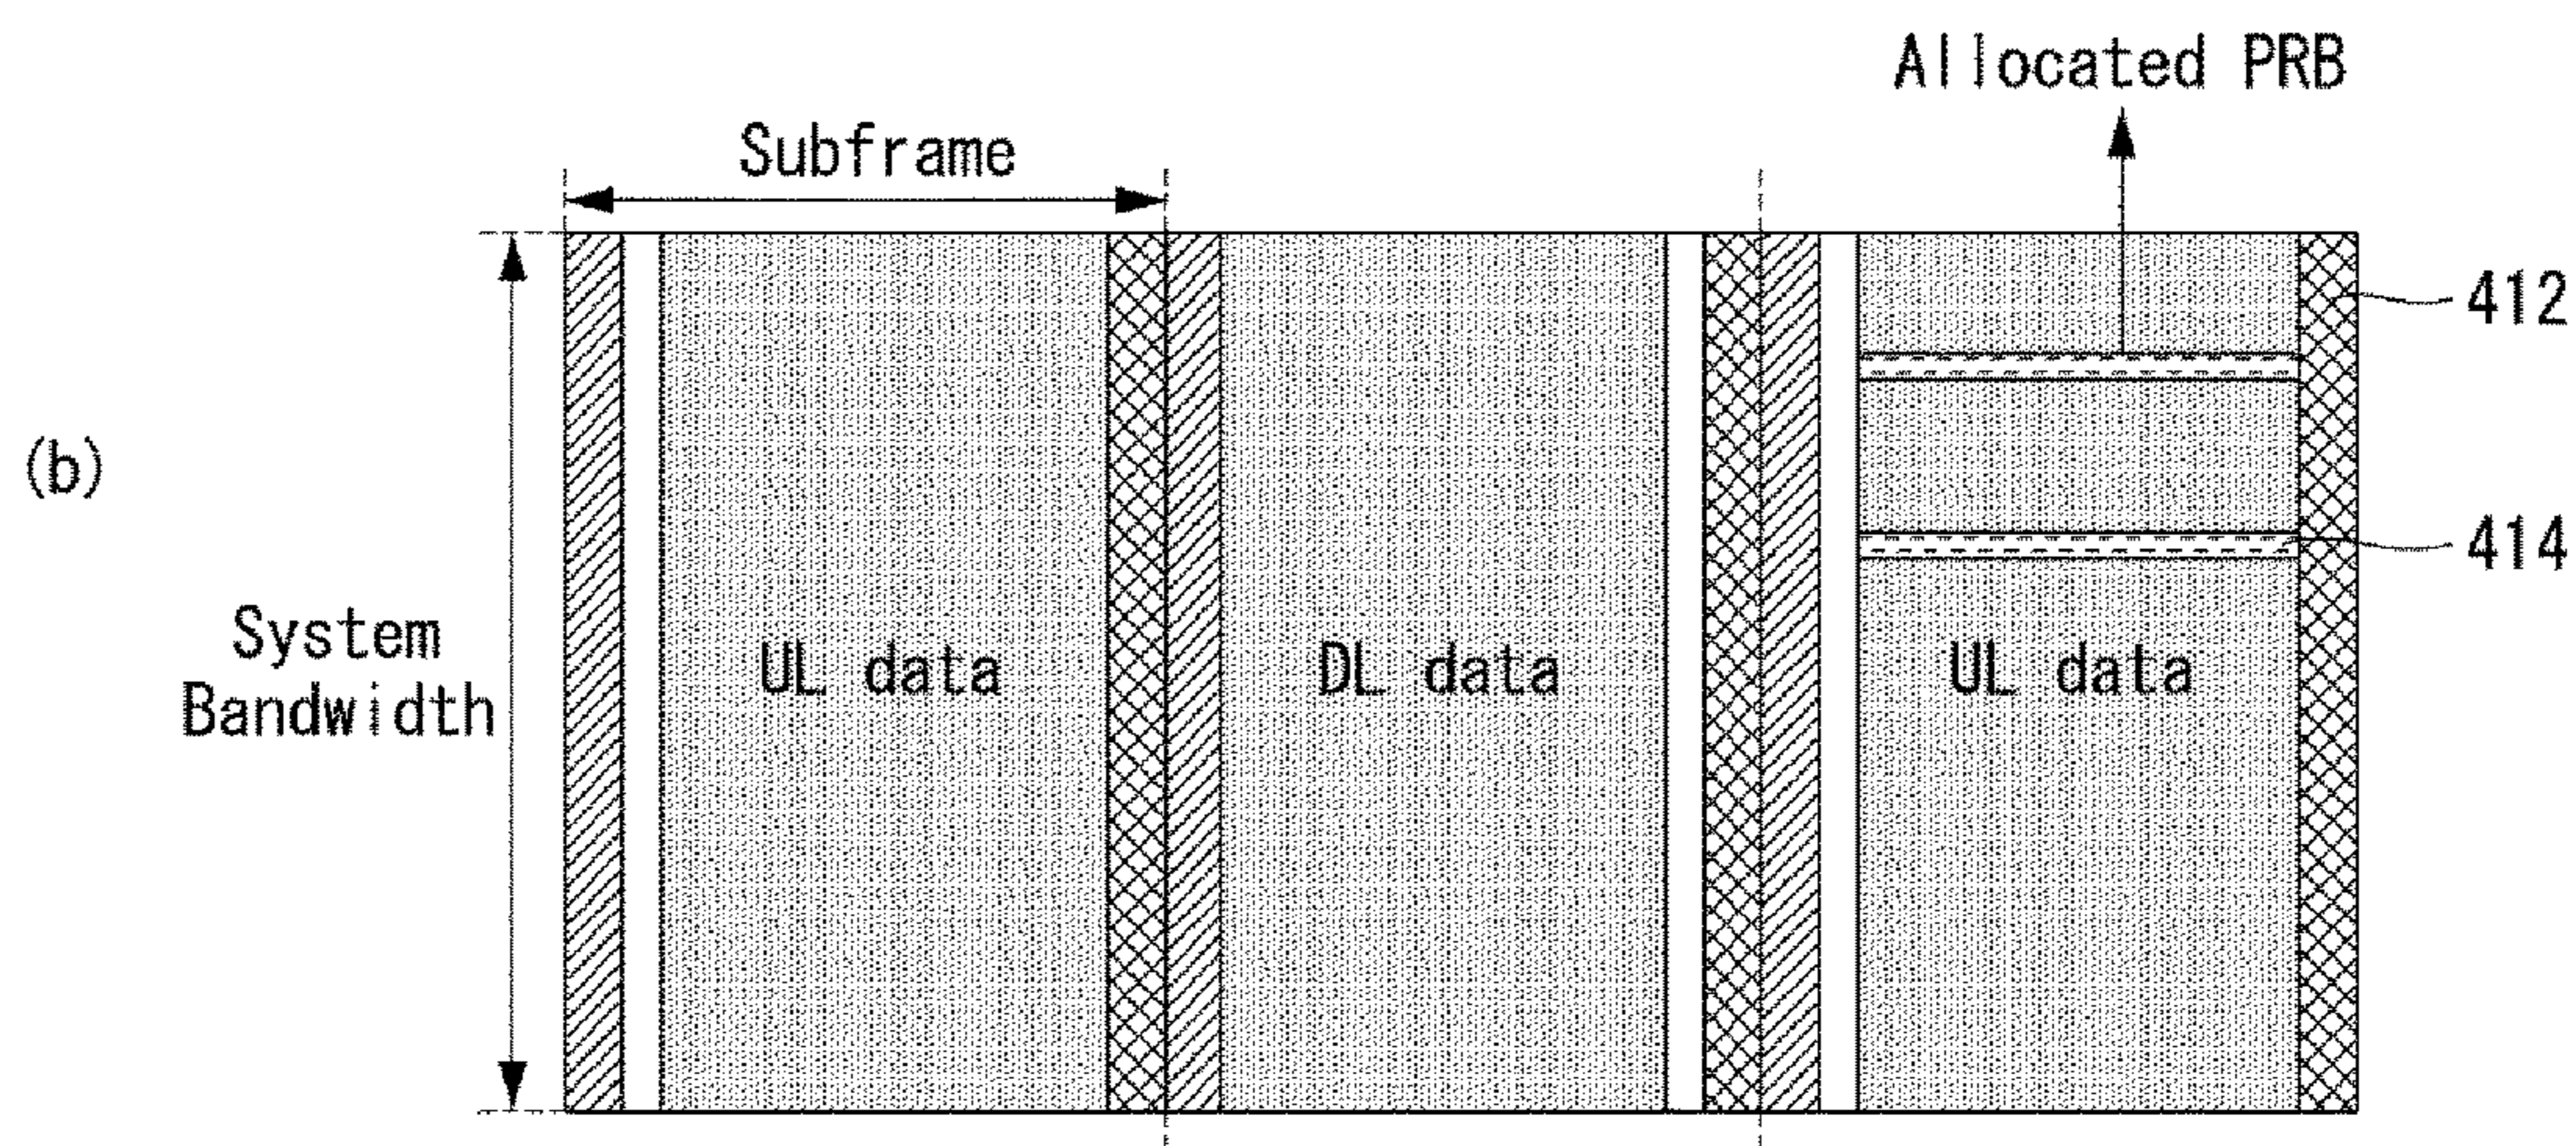 Allocated PRB
Subframe
412
(b)
414
System
Bandwidth
UL data
DL data
UL data